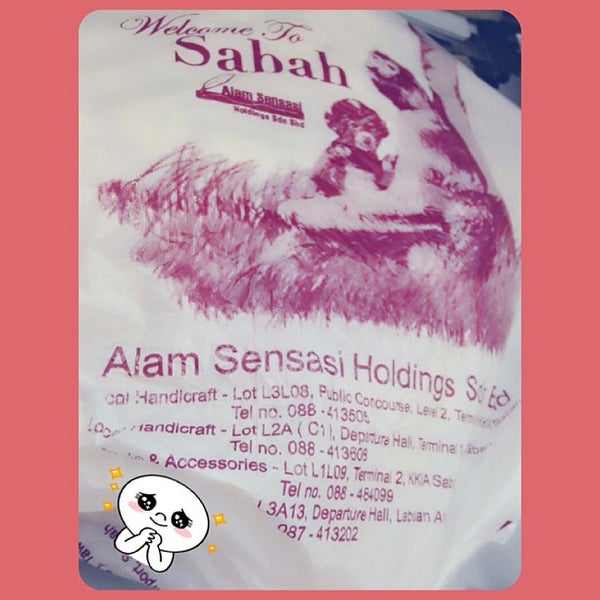 Welcome To
Sabah
Alam Sensasi
Holdings Sdn Bhd
Alam Sensasi Holdings
Handicraft - Lot L3L08, Public Concourse, Level 2,
Tel no. 088 - 413505
Handicraft - Lot L2A ( C1), Departure Hall, Terminal
Tel no. 088 - 413608
& Accessories - Lot L1L09, Terminal 2, KKIA
Tel no. 088 - 484099
L3A13, Departure Hall, Labuan
087 - 413202